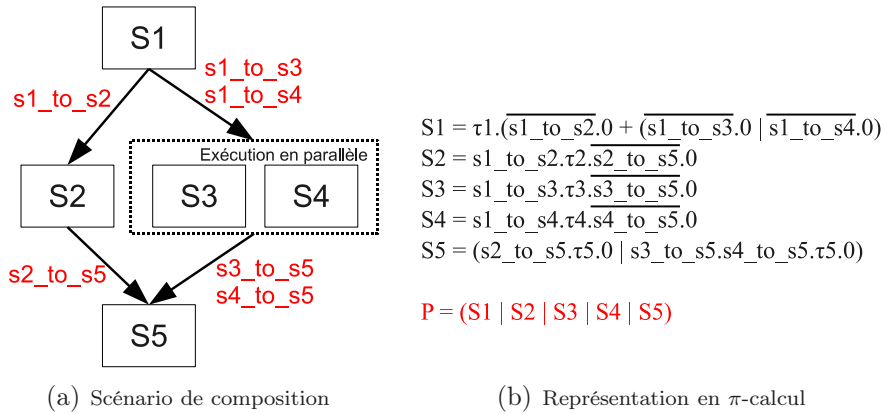 S1
s1_to_s3
s1_to_s2
s1_to_s4
Exécution en parallèle
S2
S3
S4
s2_to_s5
s3_to_s5
s4_to_s5
S5
(a) Scénario de composition
S1 = τ1.(s1_to_s2.0 + (s1_to_s3.0 | s1_to_s4.0)
S2 = s1_to_s2.τ2.s2_to_s5.0
S3 = s1_to_s3.τ3.s3_to_s5.0
S4 = s1_to_s4.τ4.s4_to_s5.0
S5 = (s2_to_s5.τ5.0 | s3_to_s5.s4_to_s5.τ5.0)
P = (S1 | S2 | S3 | S4 | S5)
(b) Représentation en π-calcul